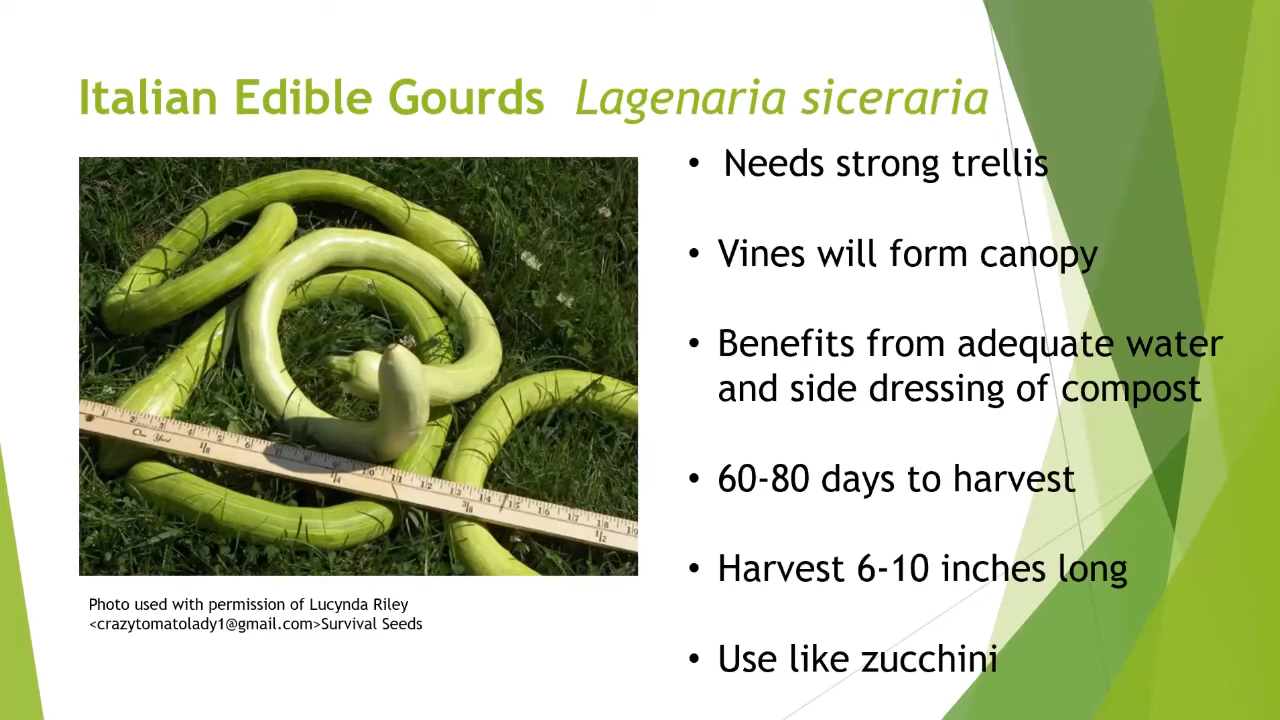 Italian Edible Gourds Lagenaria siceraria
• Needs strong trellis
• Vines will form canopy
• Benefits from adequate water
and side dressing of compost
• 60-80 days to harvest
• Harvest 6-10 inches long
• Use like zucchini
Photo used with permission of Lucynda Riley
<crazytomatolady1@gmail.com>Survival Seeds